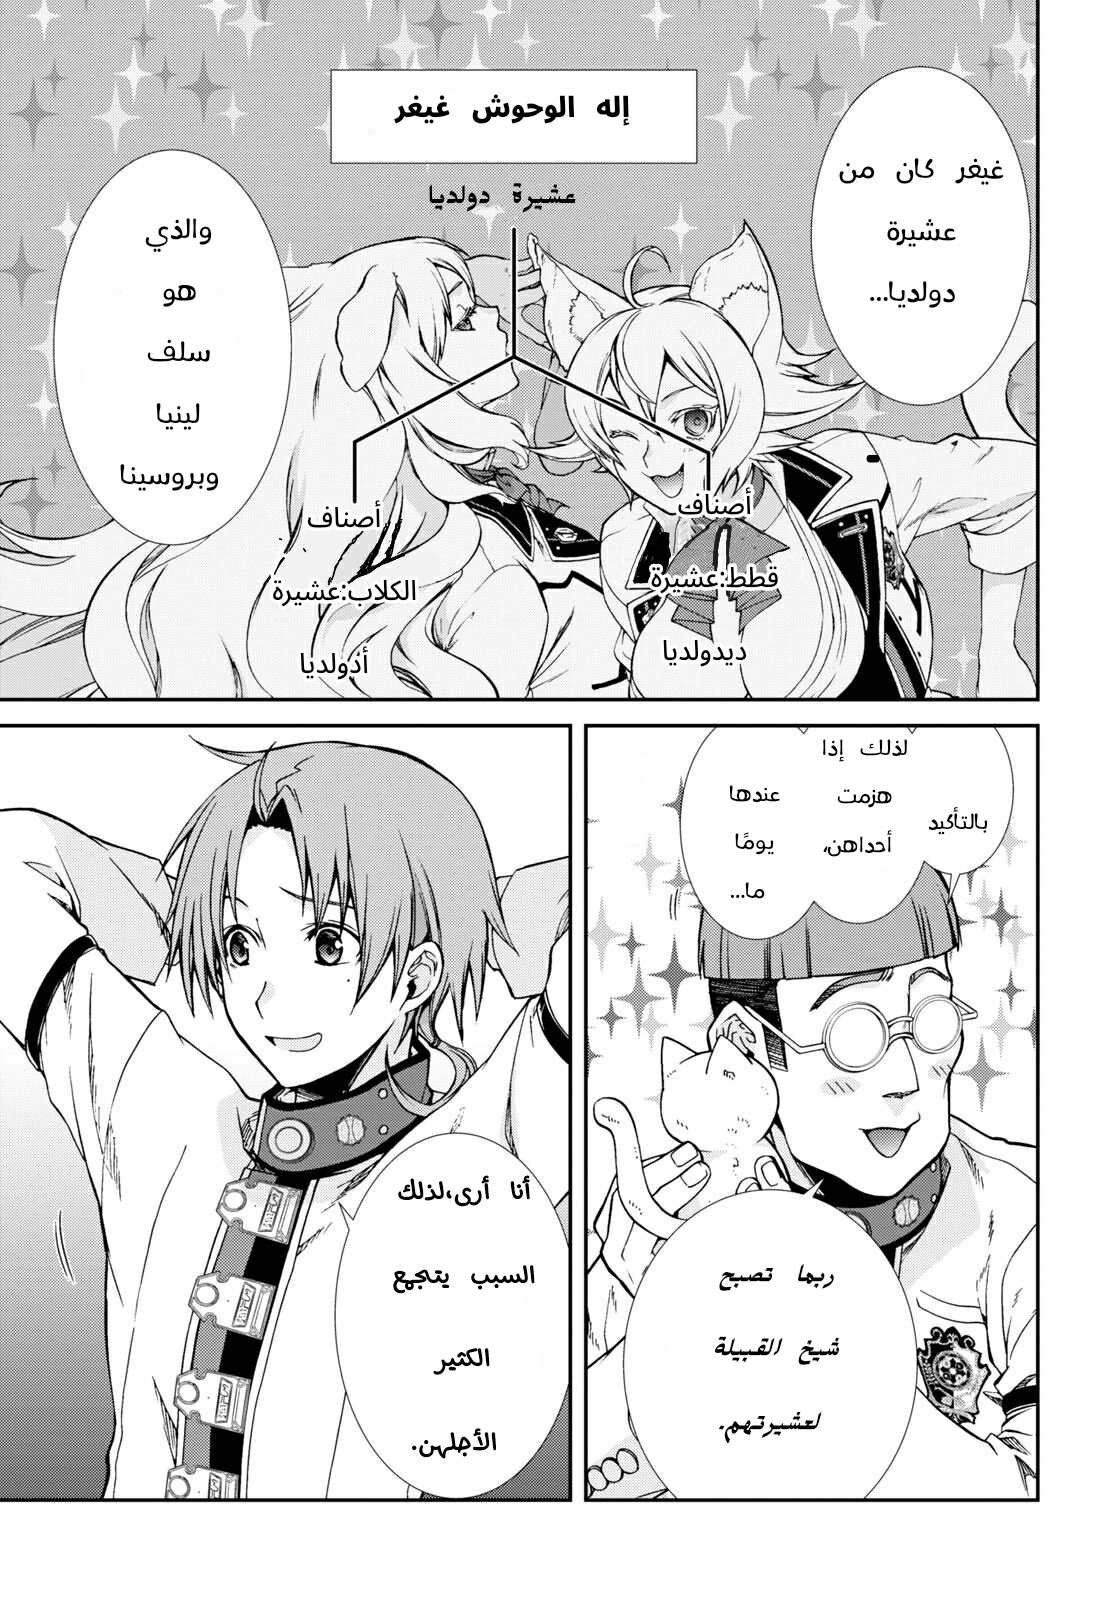 إله الوحوش غيغر
غيغر كان من
عشيرة
دولديا...
عشيرة دولديا
والذي
هو
سلف
لينيا
وبروسينا
أصناف
قطط:عشيرة
ديدولديا
أصناف
الكلاب:عشيرة
أدولديا
بالتأكيد
لذلك إذا
هزمت
أحداهن،
عندها
يومًا
ما...
ربما تصبح
شيخ القبيلة
لعشيرتهم.
أنا أرى،لذلك
السبب يتجمع
الكثير
الأجلهن.